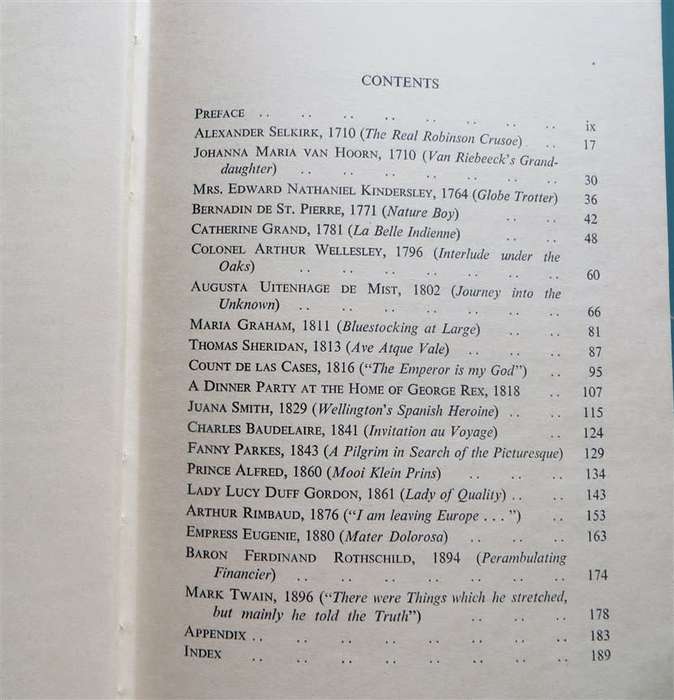 CONTENTS
PREFACE .. .. .. .. .. .. .. .. ix
ALEXANDER SELKIRK, 1710 (The Real Robinson Crusoe) .. 17
JOHANNA MARIA VAN HOORN, 1710 (Van Riebeeck's Grand-
daughter) .. .. .. .. .. .. .. 30
MRS. EDWARD NATHANIEL KINDERSLEY, 1764 (Globe Trotter) 36
BERNADIN DE ST. PIERRE, 1771 (Nature Boy) .. .. 42
CATHERINE GRAND, 1781 (La Belle Indienne) .. .. 48
COLONEL ARTHUR WELLESLEY, 1796 (Interlude under the
Oaks) .. .. .. .. .. .. .. 60
AUGUSTA UITENHAGE DE MIST, 1802 (Journey into the
Unknown) .. .. .. .. .. .. .. 66
MARIA GRAHAM, 1811 (Bluestocking at Large) .. .. 81
THOMAS SHERIDAN, 1813 (Ave Atque Vale) .. .. .. 87
COUNT DE LAS CASES, 1816 ("The Emperor is my God") .. 95
A DINNER PARTY AT THE HOME OF GEORGE REX, 1818 .. 107
JUANA SMITH, 1829 (Wellington's Spanish Heroine) .. .. 115
CHARLES BAUDELAIRE, 1841 (Invitation au Voyage) .. 124
FANNY PARKES, 1843 (A Pilgrim in Search of the Picturesque) 129
PRINCE ALFRED, 1860 (Mooi Klein Prins) .. .. .. 134
LADY LUCY DUFF GORDON, 1861 (Lady of Quality) .. .. 143
ARTHUR RIMBAUD, 1876 ("I am leaving Europe . . .") .. 153
EMPRESS EUGENIE, 1880 (Mater Dolorosa) .. .. .. 163
BARON FERDINAND ROTHSCHILD, 1894 (Perambulating
Financier) .. .. .. .. .. .. .. 174
MARK TWAIN, 1896 ("There were Things which he stretched,
but mainly he told the Truth") .. .. .. 178
APPENDIX .. .. .. .. .. .. .. .. 183
INDEX .. .. .. .. .. .. .. .. 189